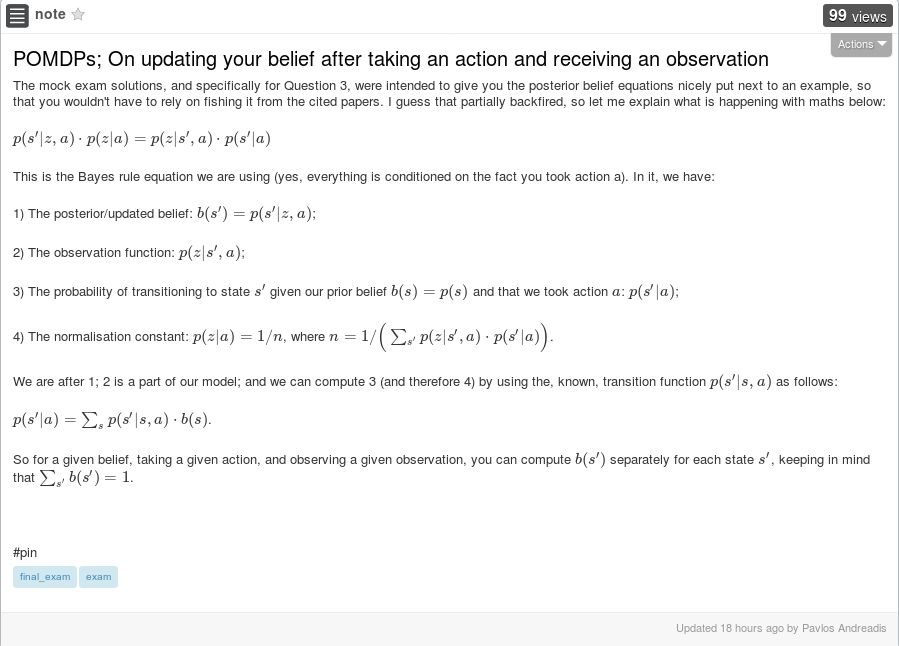 note
99 views
Actions
POMDPs; On updating your belief after taking an action and receiving an observation
The mock exam solutions, and specifically for Question 3, were intended to give you the posterior belief equations nicely put next to an example, so
that you wouldn't have to rely on fishing it from the cited papers. I guess that partially backfired, so let me explain what is happening with maths below:
p(s′|z, a) · p(z|a) = p(z|s′, a) · p(s′|a)
This is the Bayes rule equation we are using (yes, everything is conditioned on the fact you took action a). In it, we have:
1) The posterior/updated belief: b(s′) = p(s′|z, a);
2) The observation function: p(z|s′, a);
3) The probability of transitioning to state s′ given our prior belief b(s) = p(s) and that we took action a: p(s′|a);
4) The normalisation constant: p(z|a) = 1/n, where n = 1/(∑s′ p(z|s′, a) · p(s′|a)).
We are after 1; 2 is a part of our model; and we can compute 3 (and therefore 4) by using the, known, transition function p(s′|s, a) as follows:
p(s′|a) = ∑s p(s′|s, a) · b(s).
So for a given belief, taking a given action, and observing a given observation, you can compute b(s′) separately for each state s′, keeping in mind
that ∑s′ b(s′) = 1.
#pin
final_exam exam
Updated 18 hours ago by Pavlos Andreadis